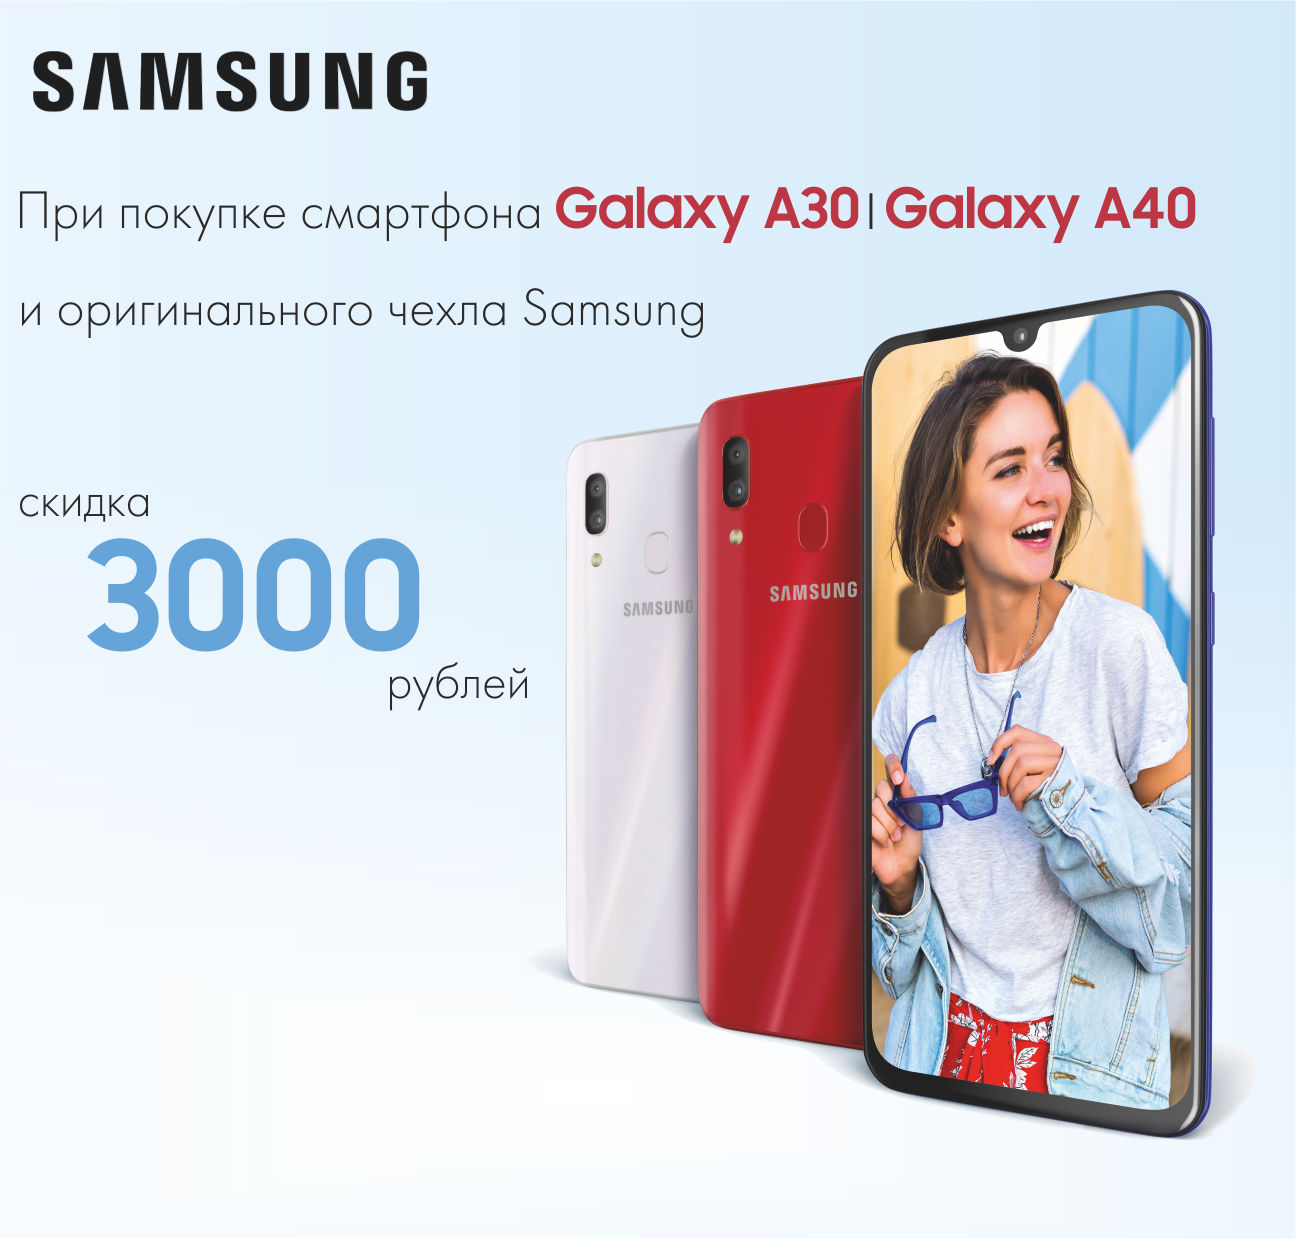 SAMSUNG
При покупке смартфона Galaxy A30 | Galaxy A40
и оригинального чехла Samsung
скидка
3000
рублей
SAMSUNG
SAMSUNG